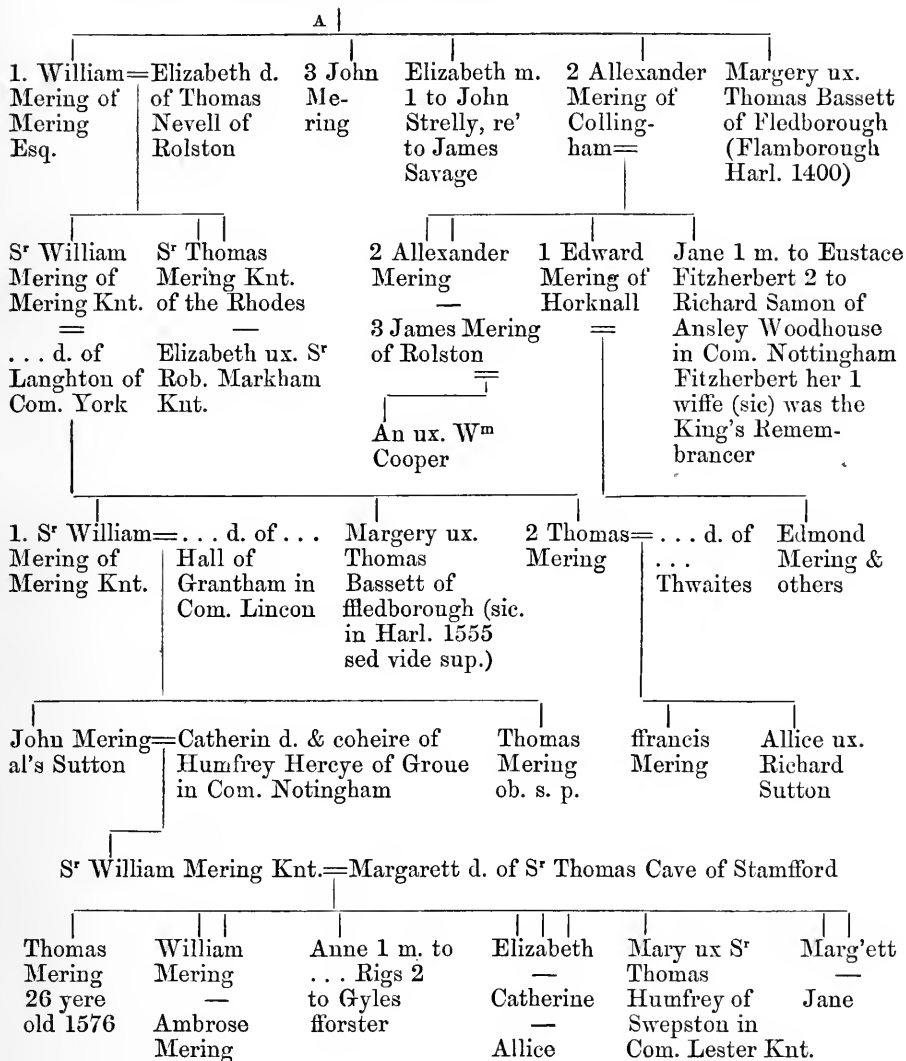 A
1. William=Elizabeth d.
Mering of
Mering
Esq.
of Thomas
Nevell of
Rolston
3 John
Me-
ring
Elizabeth m.
1 to John
Strelly, re'
to James
Savage
2 Allexander
Mering of
Colling-
ham=
Margery ux.
Thomas Bassett
of Fledborough
(Flamborough
Harl. 1400)
Sr William
Mering of
Mering Knt.
=
... d. of
Langhton of
Com. York
Sr Thomas
Mering Knt.
of the Rhodes
—
Elizabeth ux. Sr
Rob. Markham
Knt.
2 Allexander
Mering
—
3 James Mering
of Rolston
=
An ux. Wm
Cooper
1 Edward
Mering of
Horknall
=
Jane 1 m. to Eustace
Fitzherbert 2 to
Richard Samon of
Ansley Woodhouse
in Com. Nottingham
Fitzherbert her 1
wiffe (sic) was the
King's Remem-
brancer
1. Sr William=... d. of ...
Mering of
Mering Knt.
Hall of
Grantham in
Com. Lincon
Margery ux.
Thomas
Bassett of
ffledborough (sic.
in Harl. 1555
sed vide sup.)
2 Thomas=... d. of
Mering
...
Thwaites
Edmond
Mering &
others
John Mering=Catherin d. & coheire of
al's Sutton
Humfrey Hercye of Groue
in Com. Notingham
Thomas
Mering
ob. s. p.
ffrancis
Mering
Allice ux.
Richard
Sutton
Sr William Mering Knt.=Margarett d. of Sr Thomas Cave of Stamfford
Thomas
Mering
26 yere
old 1576
William
Mering
—
Ambrose
Mering
Anne 1 m. to
... Rigs 2
to Gyles
fforster
Elizabeth
—
Catherine
—
Allice
Mary ux Sr
Thomas
Humfrey of
Swepston in
Com. Lester Knt.
Marg'ett
—
Jane